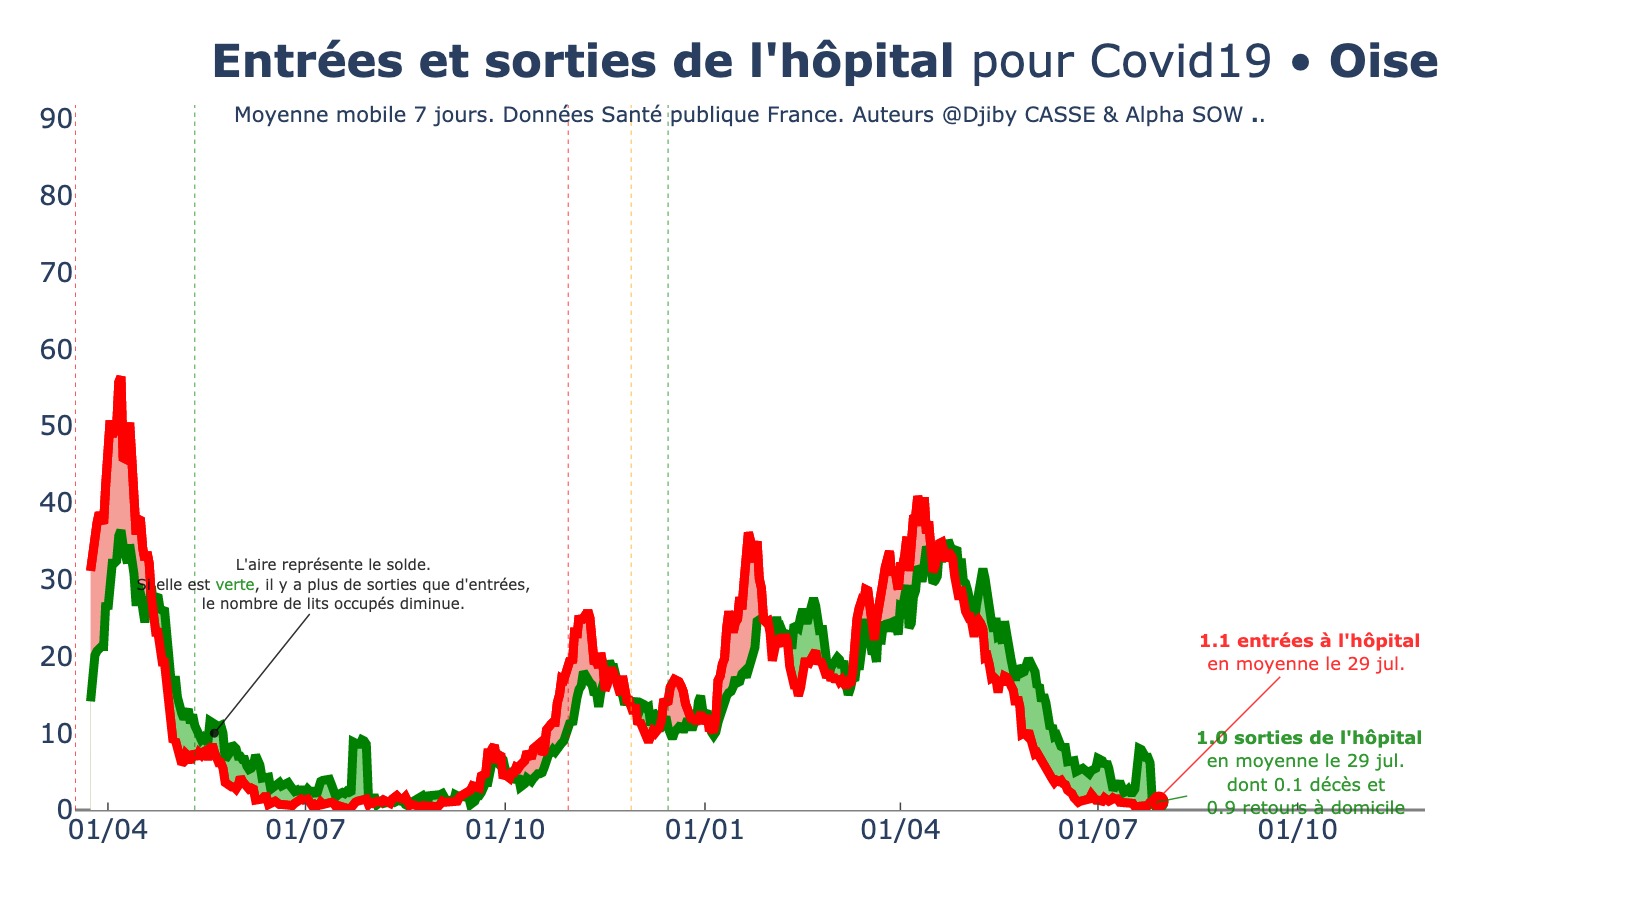 Entrées et sorties de l'hôpital pour Covid19 • Oise
Moyenne mobile 7 jours. Données Santé publique France. Auteurs @Djiby CASSE & Alpha SOW ..
90
80
70
60
50
40
30
20
10
0
L'aire représente le solde.
Si elle est verte, il y a plus de sorties que d'entrées,
le nombre de lits occupés diminue.
1.1 entrées à l'hôpital
en moyenne le 29 jul.
1.0 sorties de l'hôpital
en moyenne le 29 jul.
dont 0.1 décès et
0.9 retours à domicile
01/04 01/07 01/10 01/01 01/04 01/07 01/10